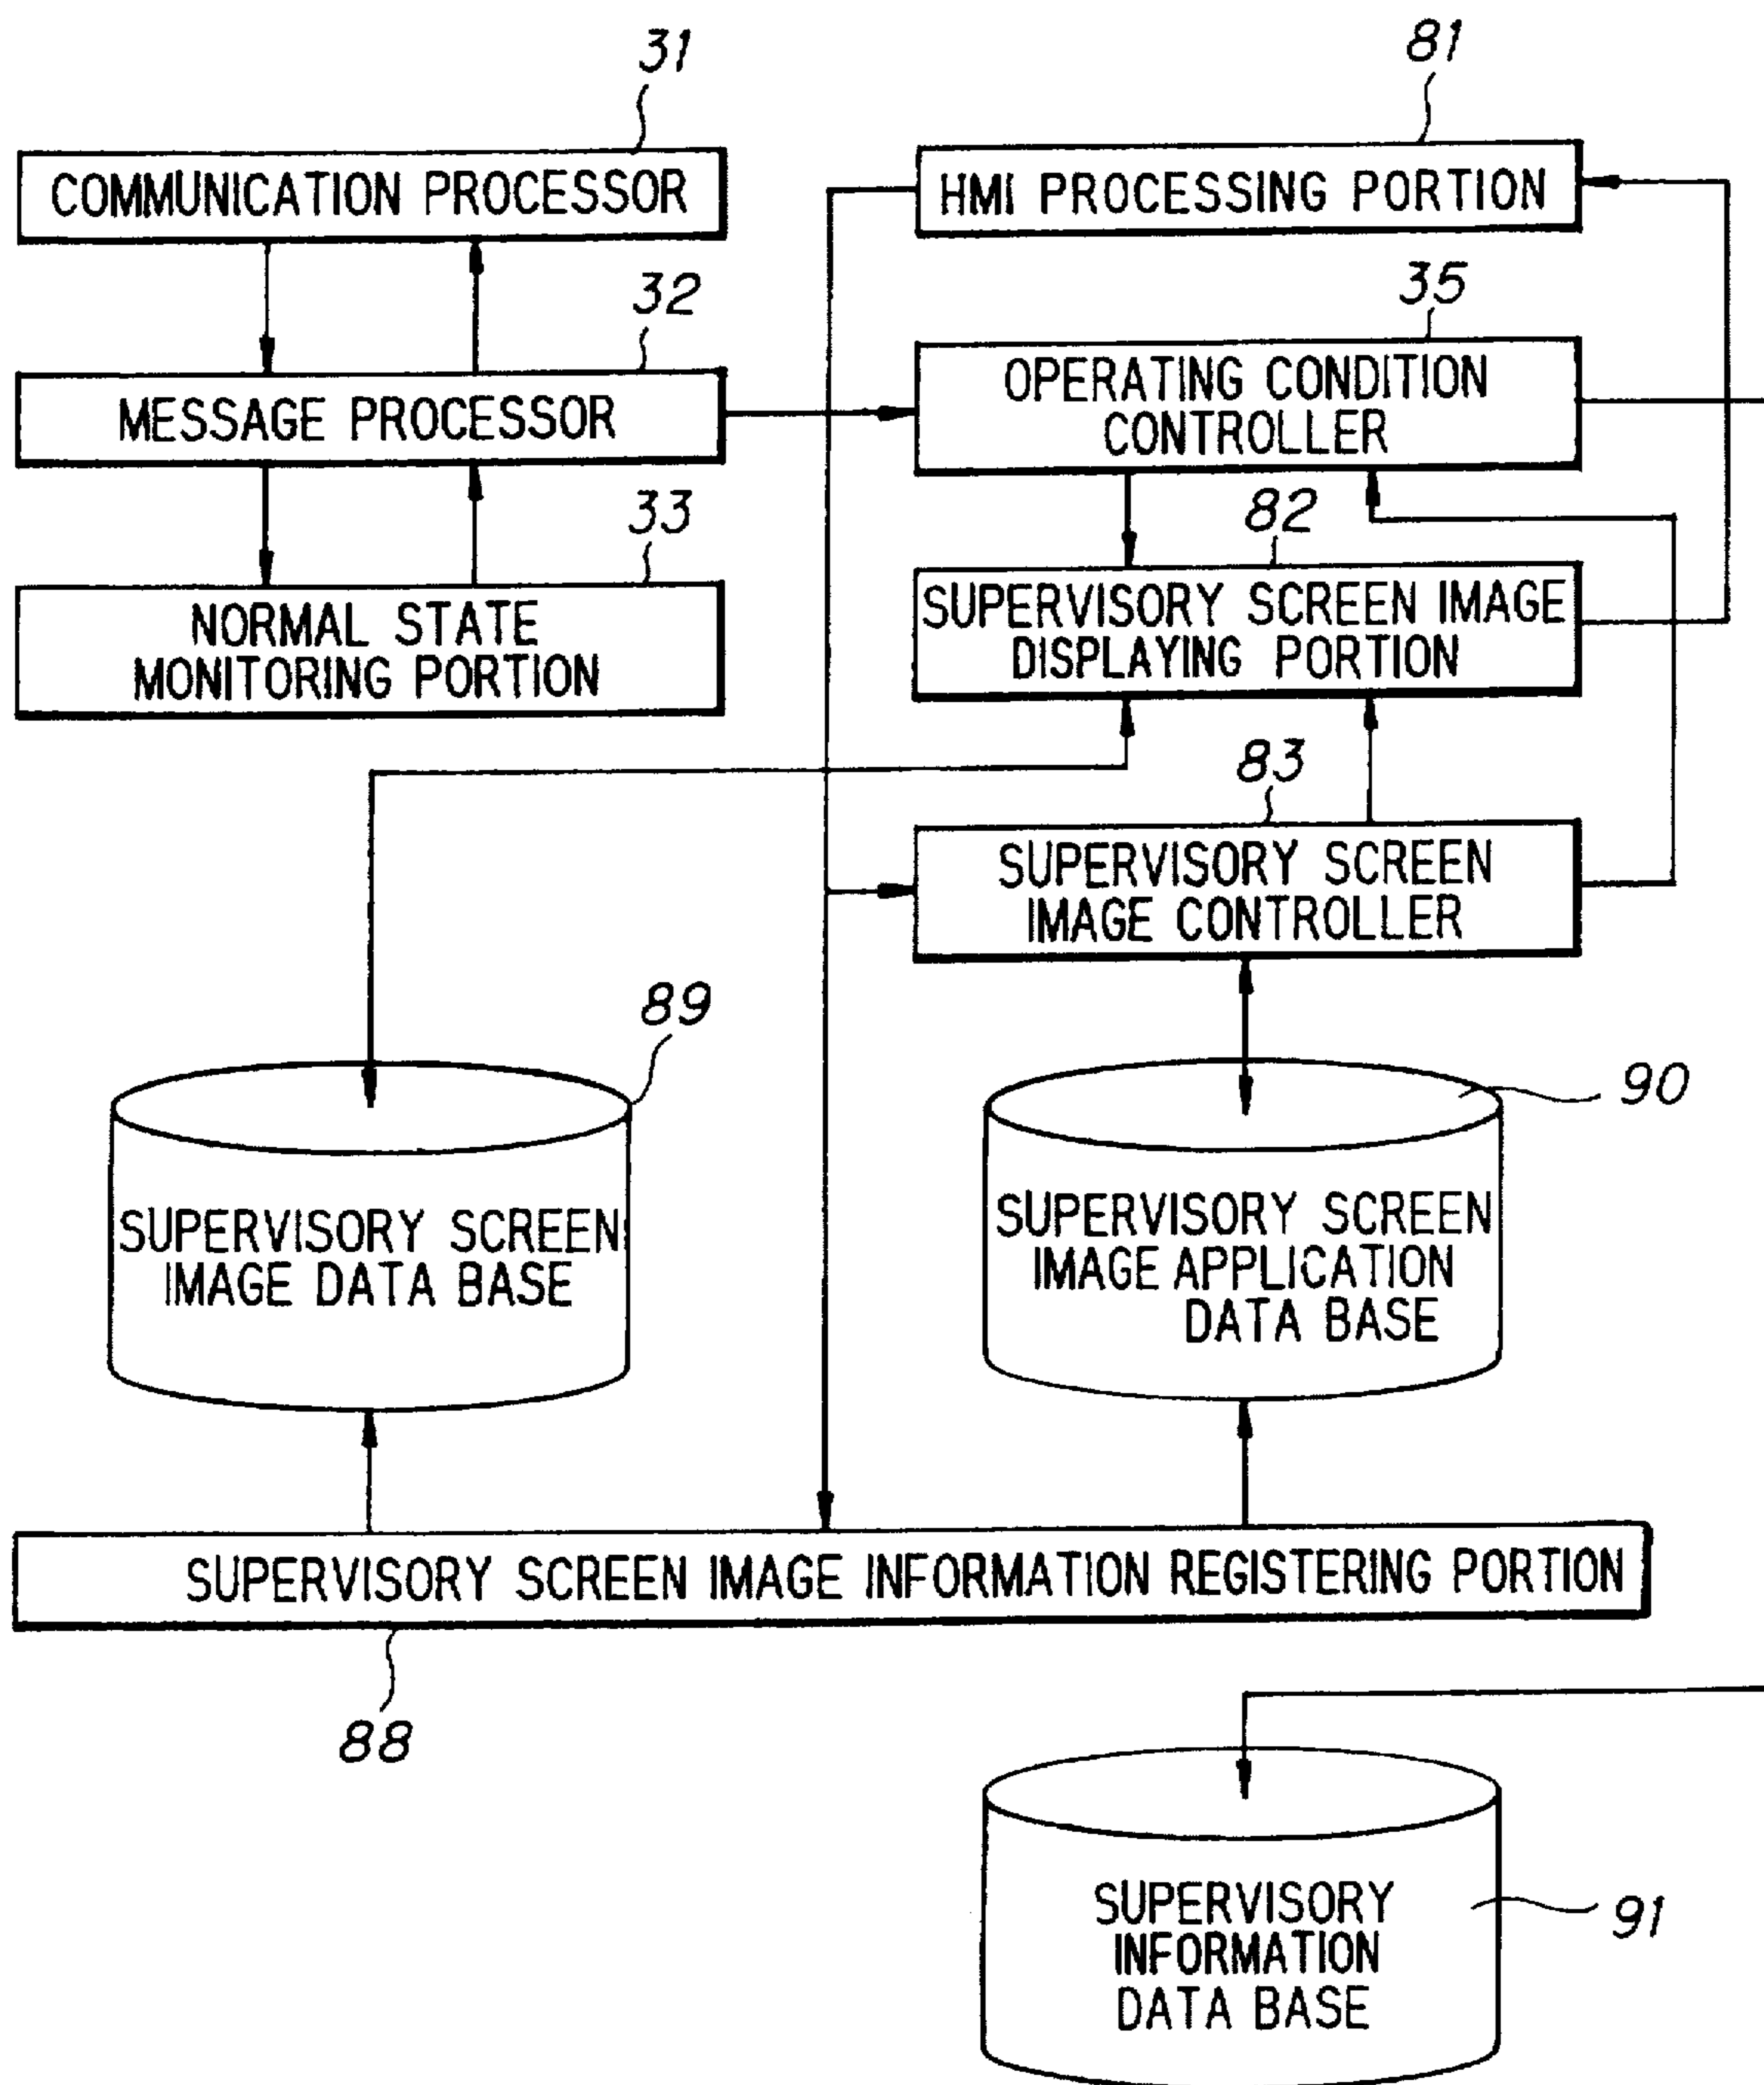 31
COMMUNICATION PROCESSOR
32
MESSAGE PROCESSOR
33
NORMAL STATE
MONITORING PORTION
81
HMI PROCESSING PORTION
35
OPERATING CONDITION
CONTROLLER
82
SUPERVISORY SCREEN IMAGE
DISPLAYING PORTION
83
SUPERVISORY SCREEN
IMAGE CONTROLLER
89
SUPERVISORY SCREEN
IMAGE DATA BASE
90
SUPERVISORY SCREEN
IMAGE APPLICATION
DATA BASE
SUPERVISORY SCREEN IMAGE INFORMATION REGISTERING PORTION
88
SUPERVISORY
INFORMATION
DATA BASE
91